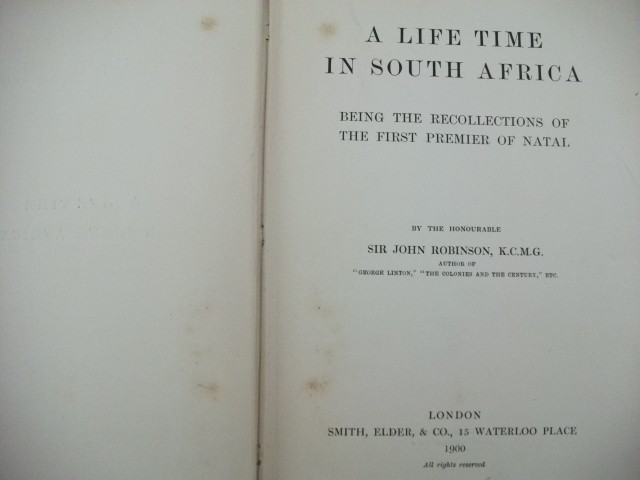 A LIFE TIME
IN SOUTH AFRICA
BEING THE RECOLLECTIONS OF
THE FIRST PREMIER OF NATAL
BY THE HONOURABLE
SIR JOHN ROBINSON, K.C.M.G.
AUTHOR OF
"GEORGE LINTON," "THE COLONIES AND THE CENTURY," ETC.
LONDON
SMITH, ELDER, & CO., 15 WATERLOO PLACE
1900
All rights reserved